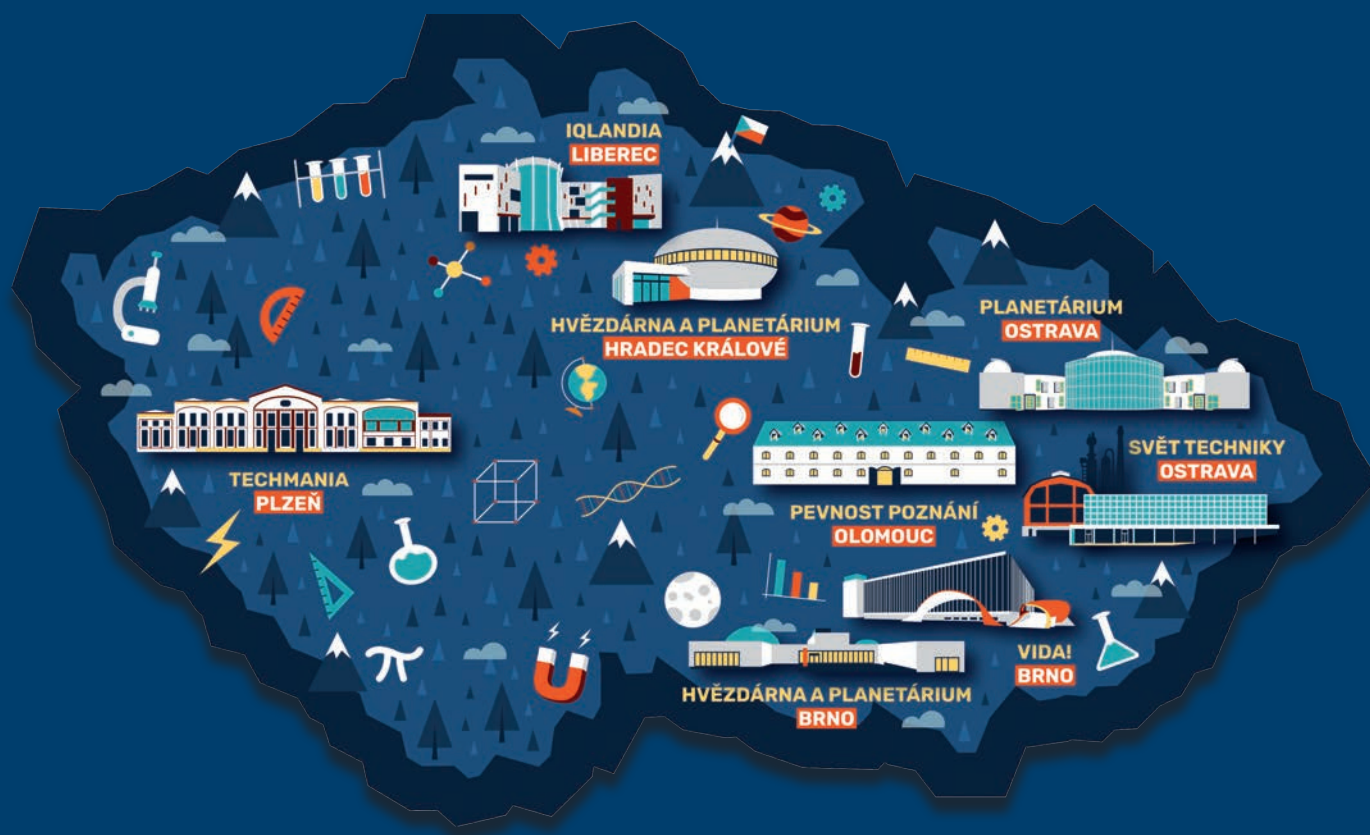 IQLANDIA
LIBEREC
HVĚZDÁRNA A PLANETÁRIUM
HRADEC KRÁLOVÉ
PLANETÁRIUM
OSTRAVA
TECHMANIA
PLZEŇ
SVĚT TECHNIKY
OSTRAVA
PEVNOST POZNÁNÍ
OLOMOUC
VIDA!
BRNO
HVĚZDÁRNA A PLANETÁRIUM
BRNO